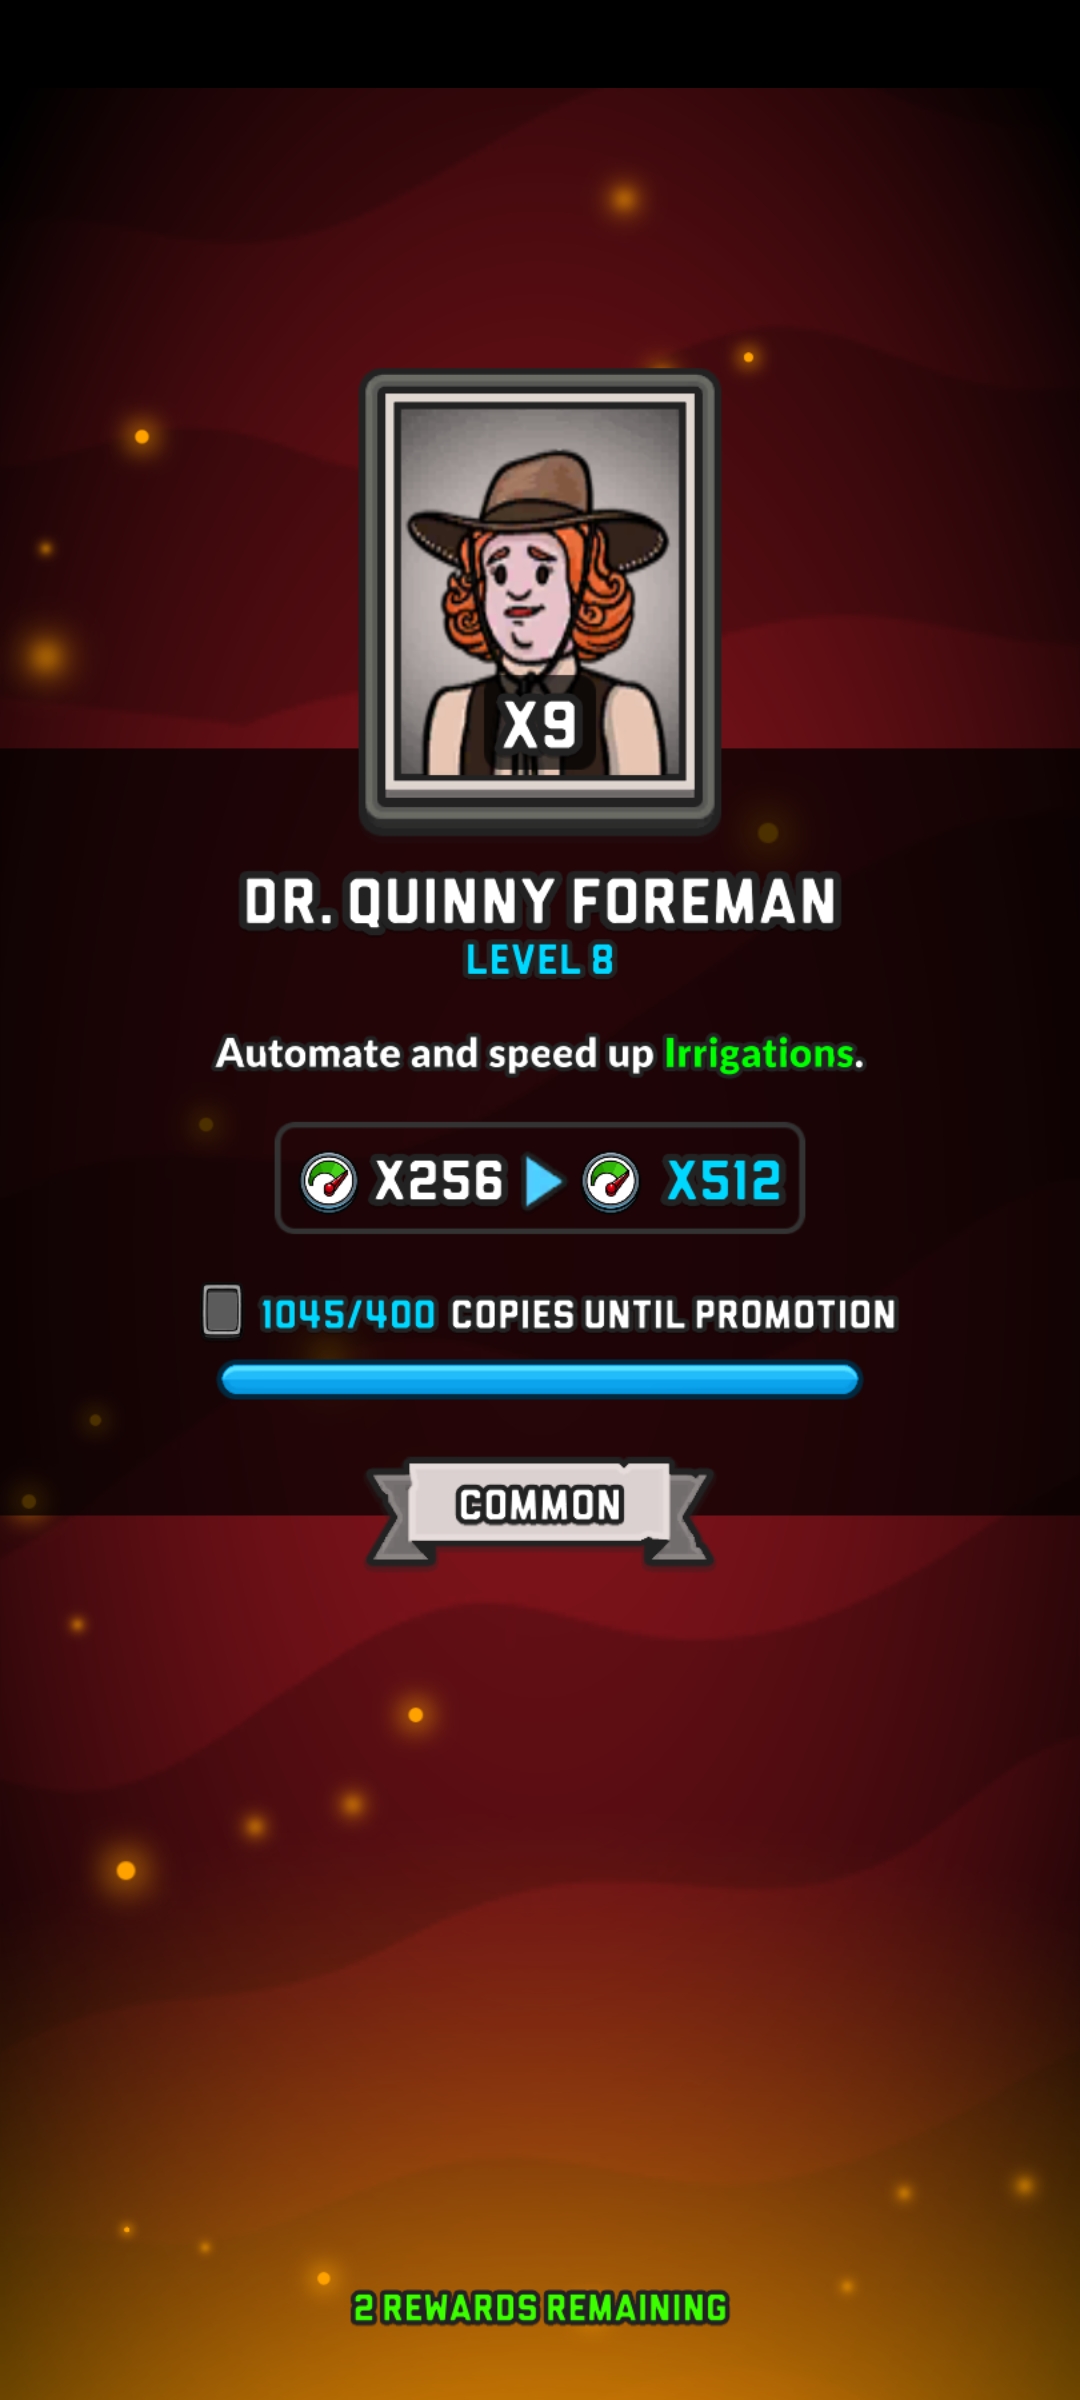 X9
DR. QUINNY FOREMAN
LEVEL 8
Automate and speed up Irrigations.
X256 X512
1045/400 COPIES UNTIL PROMOTION
COMMON
2 REWARDS REMAINING